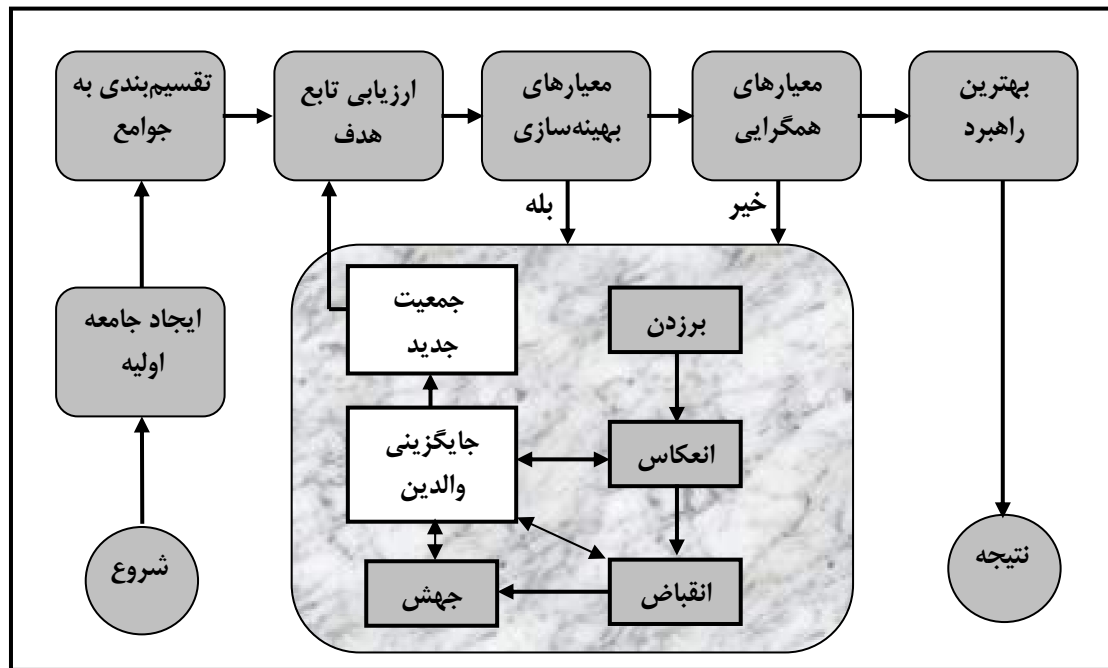 تقسیم‌بندی به
جوامع
ارزیابی تابع
هدف
معیارهای
بهینه‌سازی
معیارهای
همگرایی
بهترین
راهبرد
بله
خیر
ایجاد جامعه
اولیه
جمعیت
جدید
برزدن
جایگزینی
والدین
انعکاس
شروع
جهش
انقباض
نتیجه